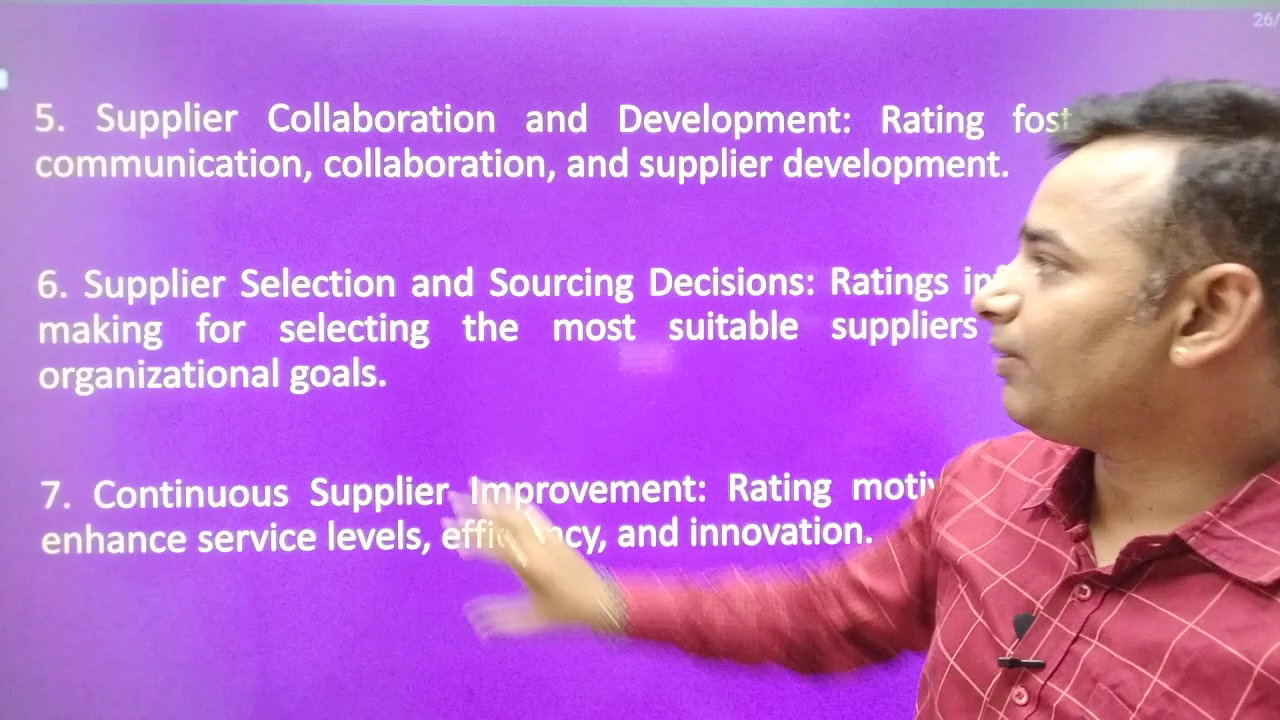 26/
5. Supplier Collaboration and Development: Rating
communication, collaboration, and supplier development.
6. Supplier Selection and Sourcing Decisions: Ratings
making for selecting the most suitable suppliers
organizational goals.
7. Continuous Supplier Improvement: Rating
enhance service levels, and innovation.